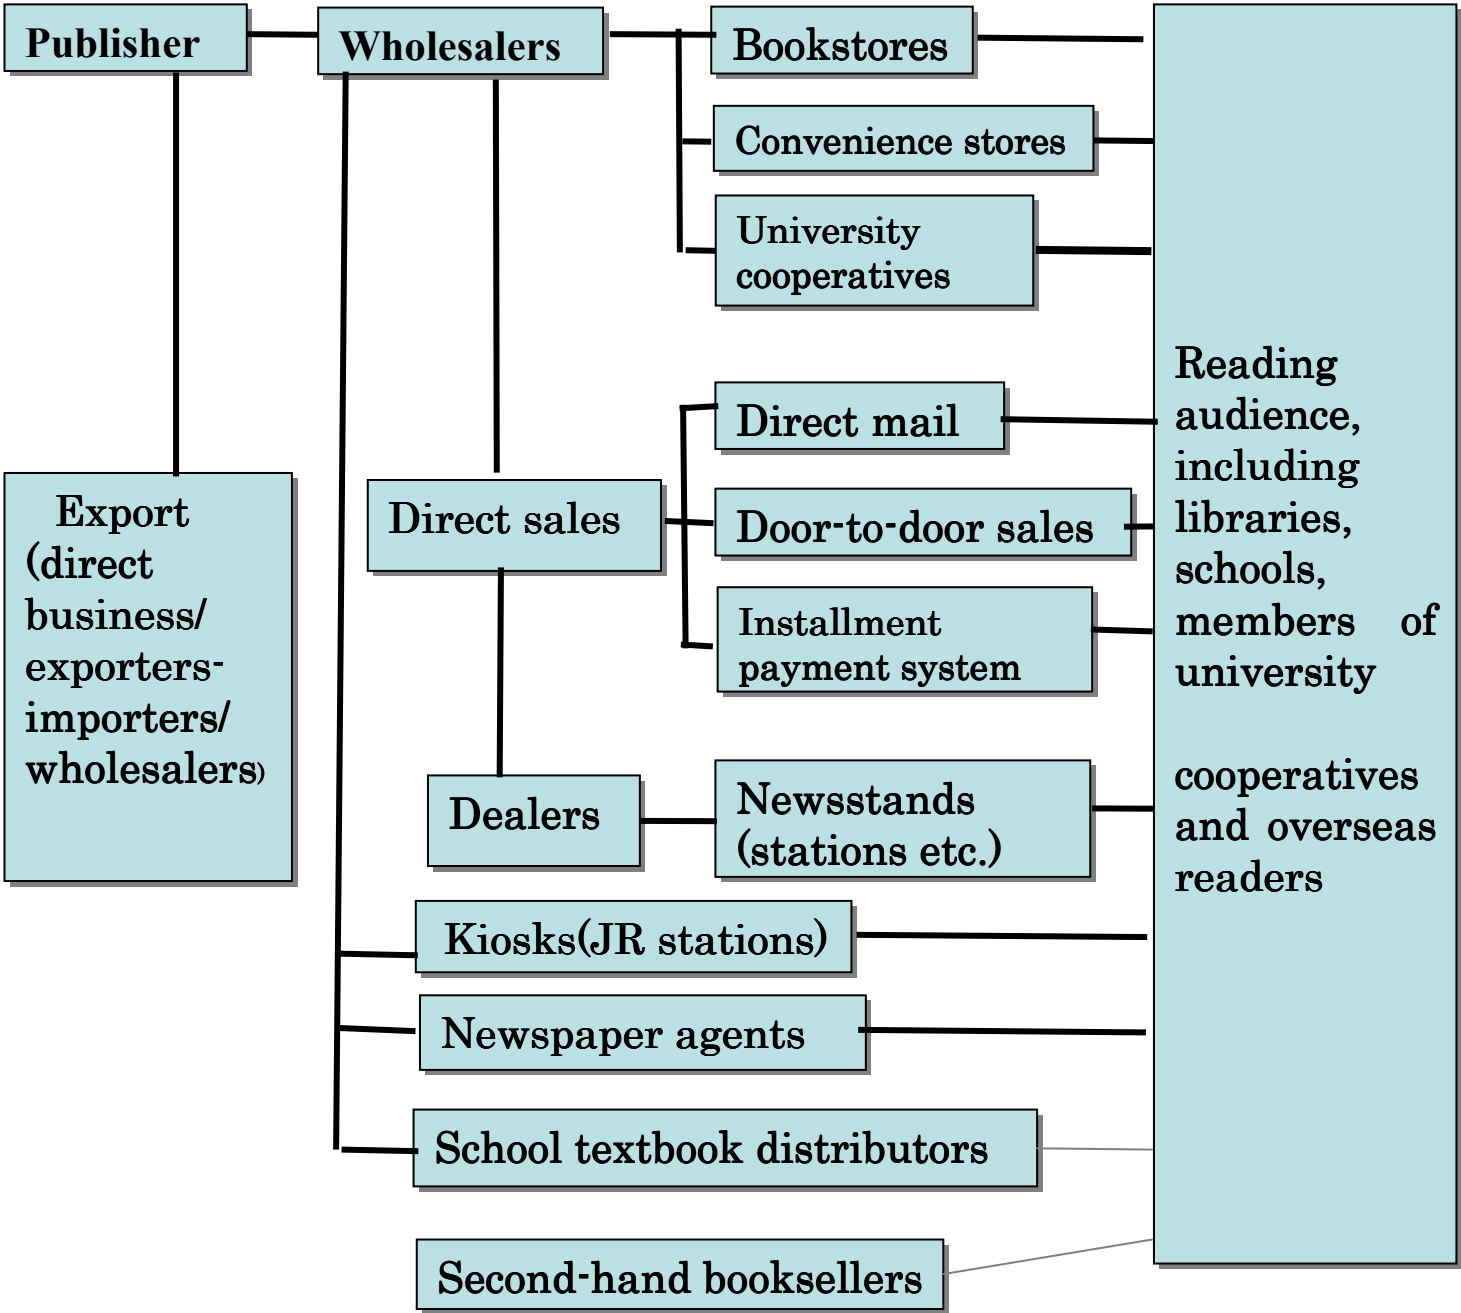 Publisher
Wholesalers
Bookstores
Convenience stores
University
cooperatives
Reading
audience,
including
libraries,
schools,
members of
university
cooperatives
and overseas
readers
Direct mail
Export
(direct
business/
exporters-
importers/
wholesalers)
Direct sales
Door-to-door sales
Installment
payment system
Dealers
Newsstands
(stations etc.)
Kiosks(JR stations)
Newspaper agents
School textbook distributors
Second-hand booksellers